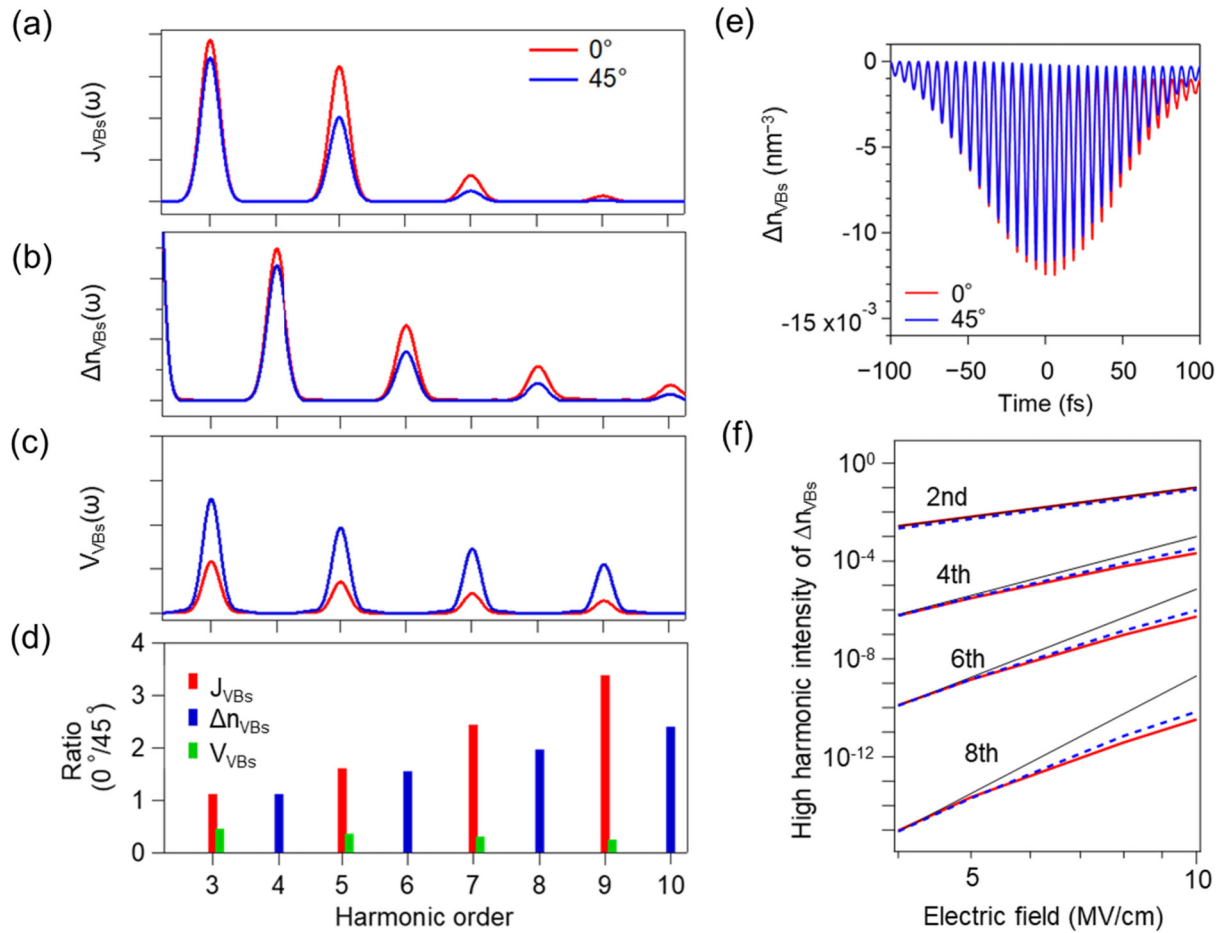 (a)
J_VBs(ω)
0°
45°
(b)
Δn_VBs(ω)
(c)
V_VBs(ω)
(d)
Ratio
(0°/45°)
4
3
2
1
0
J_VBs
Δn_VBs
V_VBs
3 4 5 6 7 8 9 10
Harmonic order
(e)
Δn_VBs (nm⁻³)
0
-5
-10
-15 x10⁻³
0°
45°
−100 −50 0 50 100
Time (fs)
(f)
High harmonic intensity of Δn_VBs
10⁰
10⁻⁴
10⁻⁸
10⁻¹²
2nd
4th
6th
8th
5 10
Electric field (MV/cm)